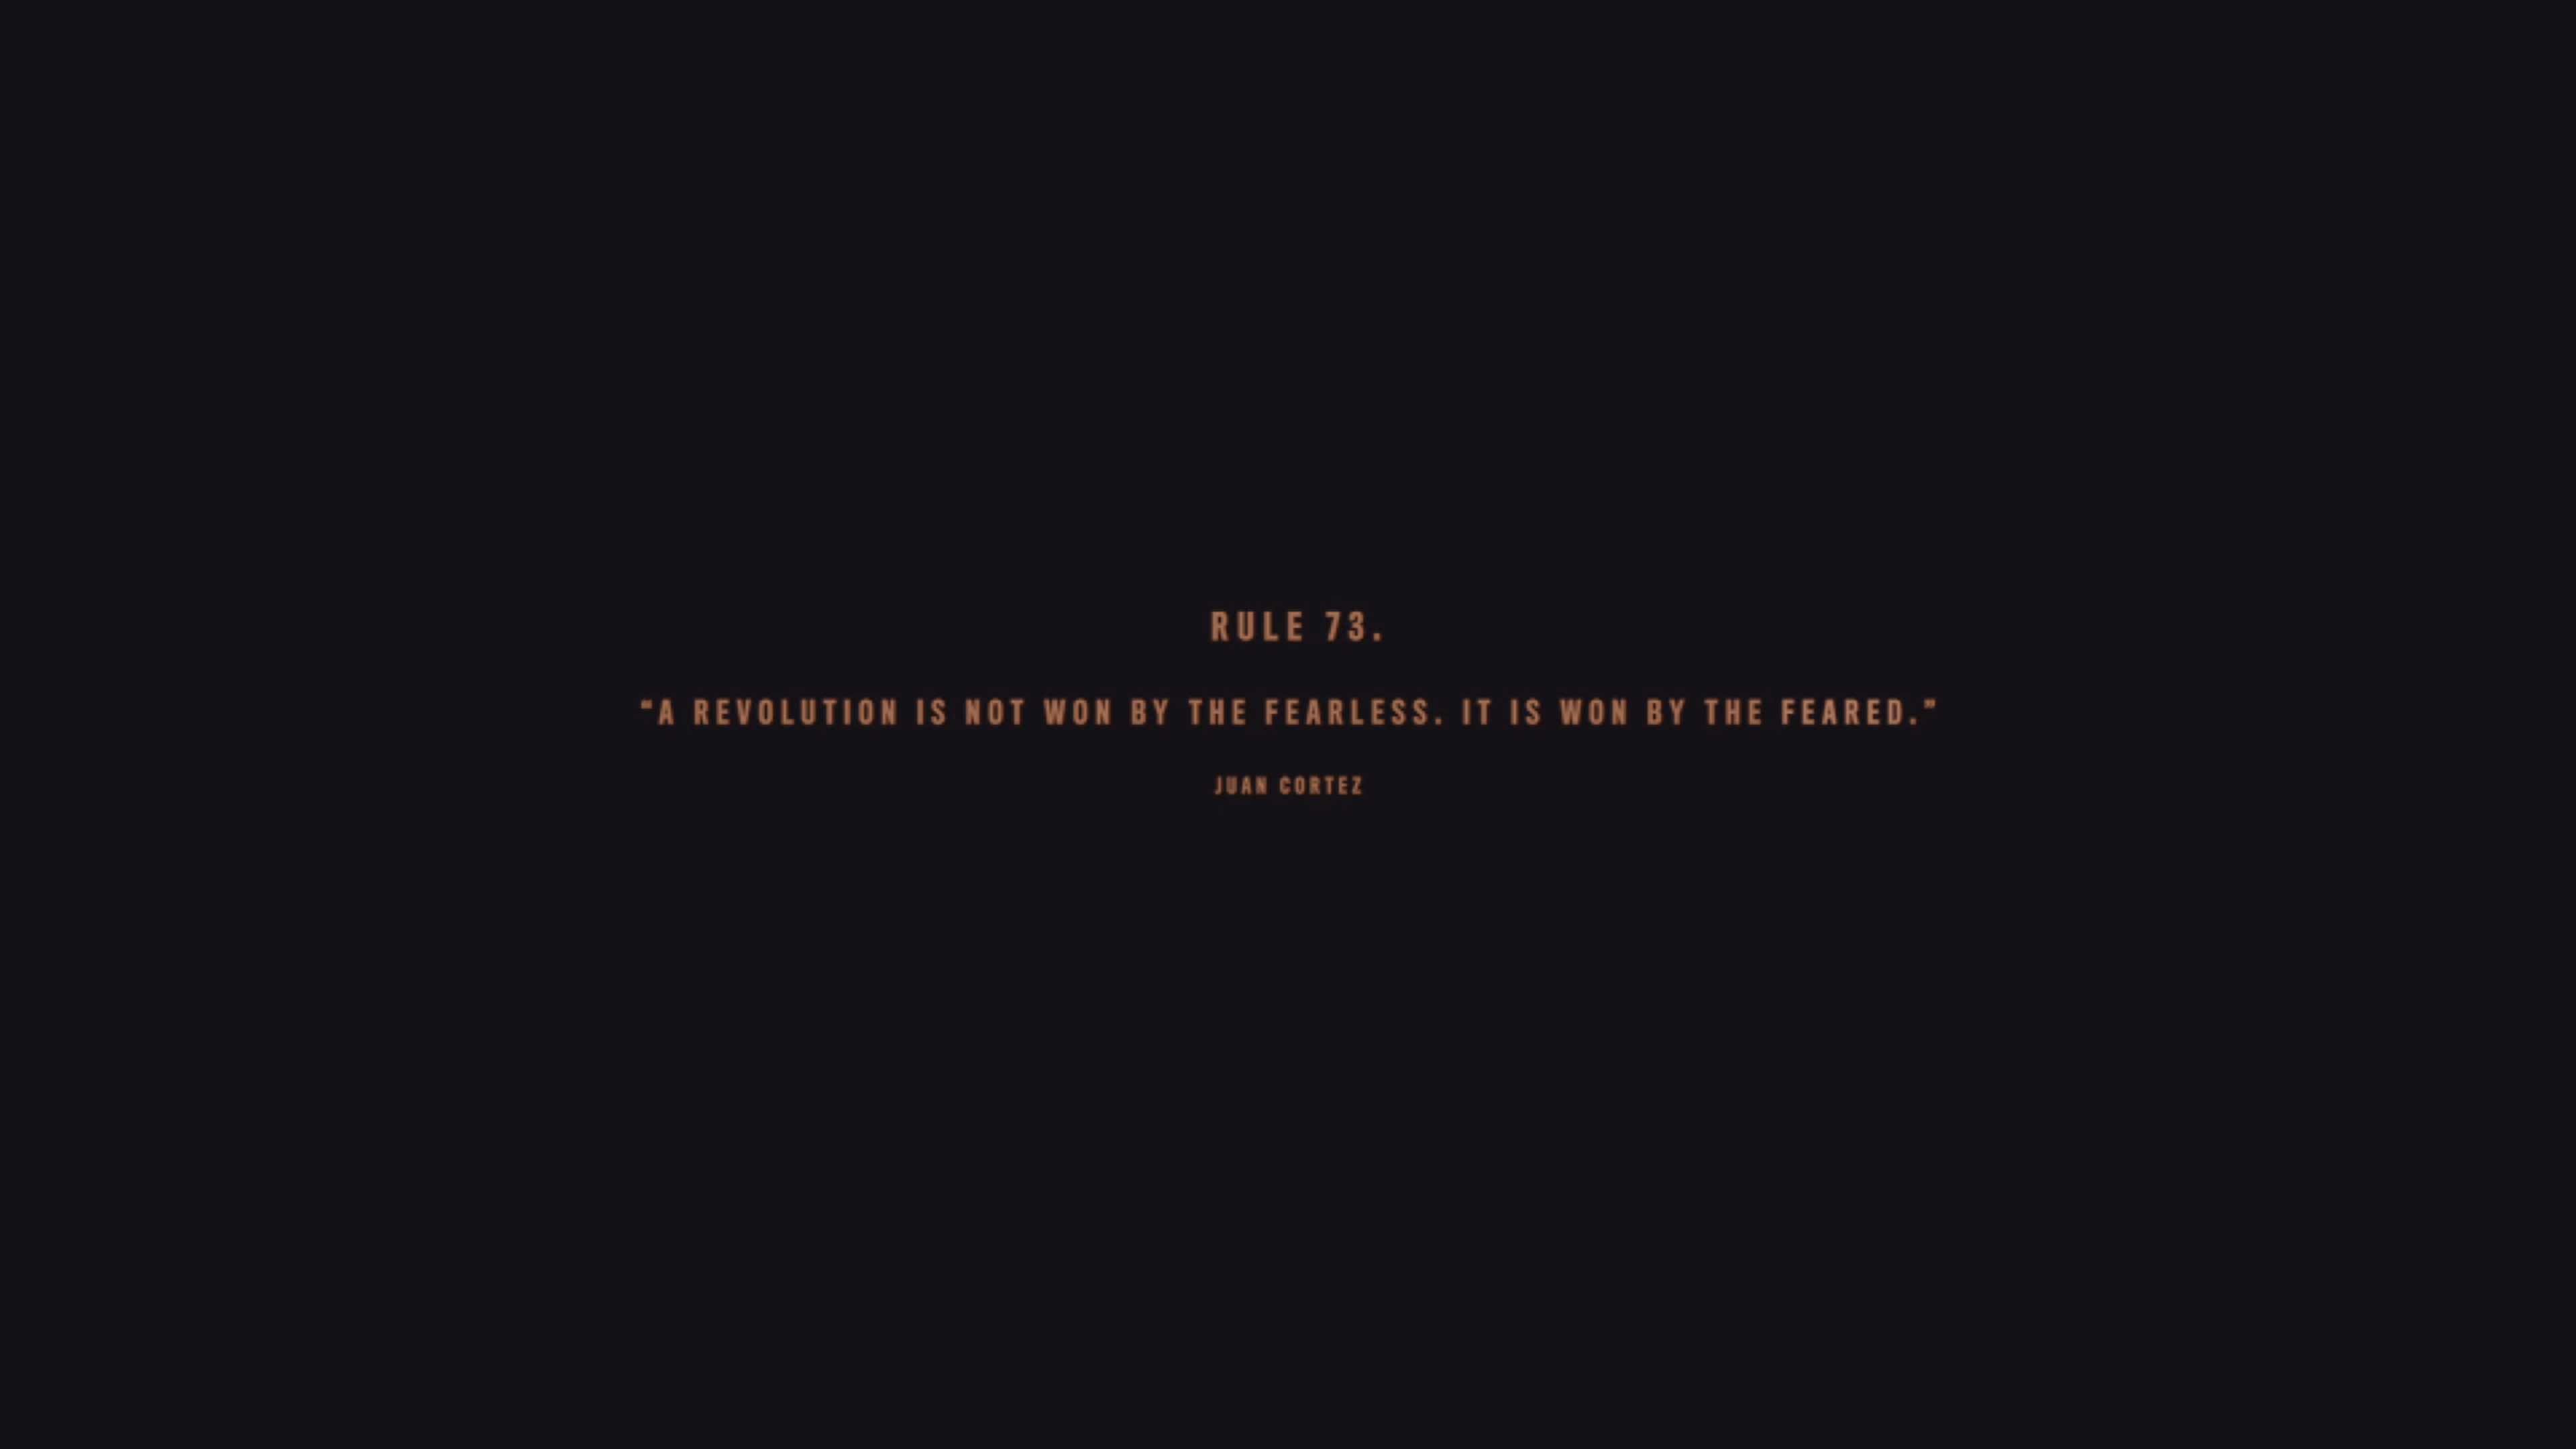 RULE 73.
“A REVOLUTION IS NOT WON BY THE FEARLESS. IT IS WON BY THE FEARED.”
JUAN CORTEZ